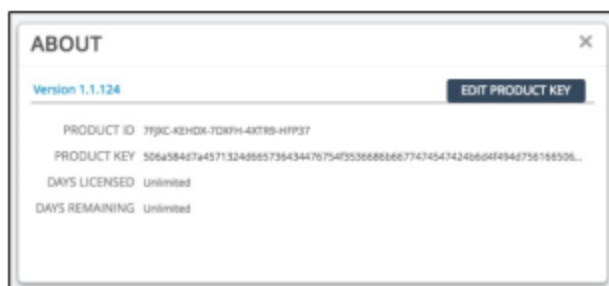 ABOUT
Version 1.1.124
EDIT PRODUCT KEY
PRODUCT ID
PRODUCT KEY
DAYS LICENSED Unlimited
DAYS REMAINING Unlimited